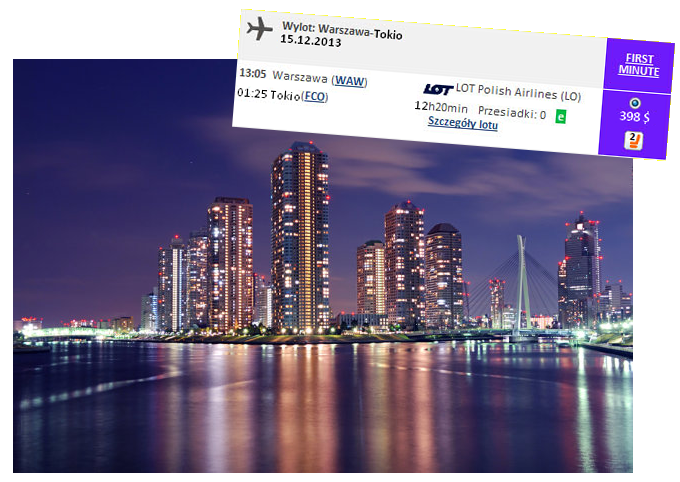 Wylot: Warszawa-Tokio
15.12.2013
FIRST
MINUTE
13:05 Warszawa (WAW)
LOT LOT Polish Airlines (LO)
01:25 Tokio(FCO)
12h20min Przesiadki: 0 e
Szczegóły lotu
398 $
2